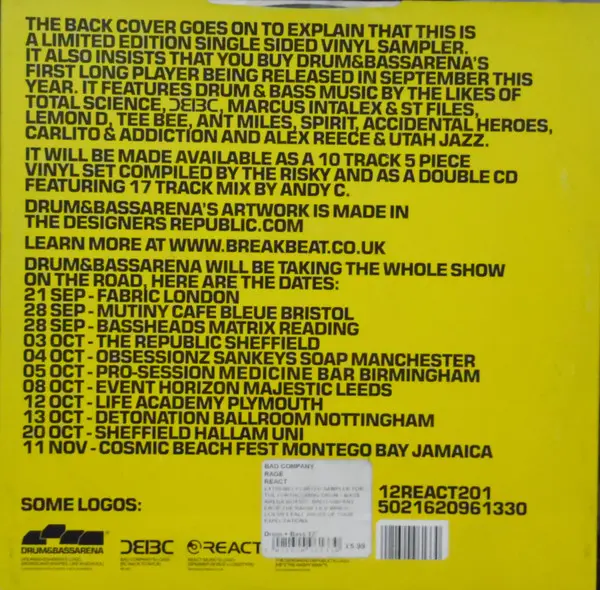 THE BACK COVER GOES ON TO EXPLAIN THAT THIS IS
A LIMITED EDITION SINGLE SIDED VINYL SAMPLER.
IT ALSO INSISTS THAT YOU BUY DRUM&BASSARENA'S
FIRST LONG PLAYER BEING RELEASED IN SEPTEMBER THIS
YEAR. IT FEATURES DRUM & BASS MUSIC BY THE LIKES OF
TOTAL SCIENCE, BC, MARCUS INTALEX & ST FILES,
LEMON D, TEE BEE, ANT MILES, SPIRIT, ACCIDENTAL HEROES,
CARLITO & ADDICTION AND ALEX REECE & UTAH JAZZ.
IT WILL BE MADE AVAILABLE AS A 10 TRACK 5 PIECE
VINYL SET COMPILED BY THE RISKY AND AS A DOUBLE CD
FEATURING 17 TRACK MIX BY ANDY C.
DRUM&BASSARENA'S ARTWORK IS MADE IN
THE DESIGNERS REPUBLIC.COM
LEARN MORE AT WWW.BREAKBEAT.CO.UK
DRUM&BASSARENA WILL BE TAKING THE WHOLE SHOW
ON THE ROAD, HERE ARE THE DATES:
21 SEP - FABRIC LONDON
28 SEP - MUTINY CAFE BLEUE BRISTOL
28 SEP - BASSHEADS MATRIX READING
03 OCT - THE REPUBLIC SHEFFIELD
04 OCT - OBSESSIONZ SANKEYS SOAP MANCHESTER
05 OCT - PRO-SESSION MEDICINE BAR BIRMINGHAM
08 OCT - EVENT HORIZON MAJESTIC LEEDS
12 OCT - LIFE ACADEMY PLYMOUTH
13 OCT - DETONATION BALLROOM NOTTINGHAM
20 OCT - SHEFFIELD HALLAM UNI
11 NOV - COSMIC BEACH FEST MONTEGO BAY JAMAICA
BAD COMPANY
RAGE
REACT
Drum + Bass 12"
£5.99
12REACT201
5021620961330
SOME LOGOS:
DRUM&BASSARENA
BC
REACT